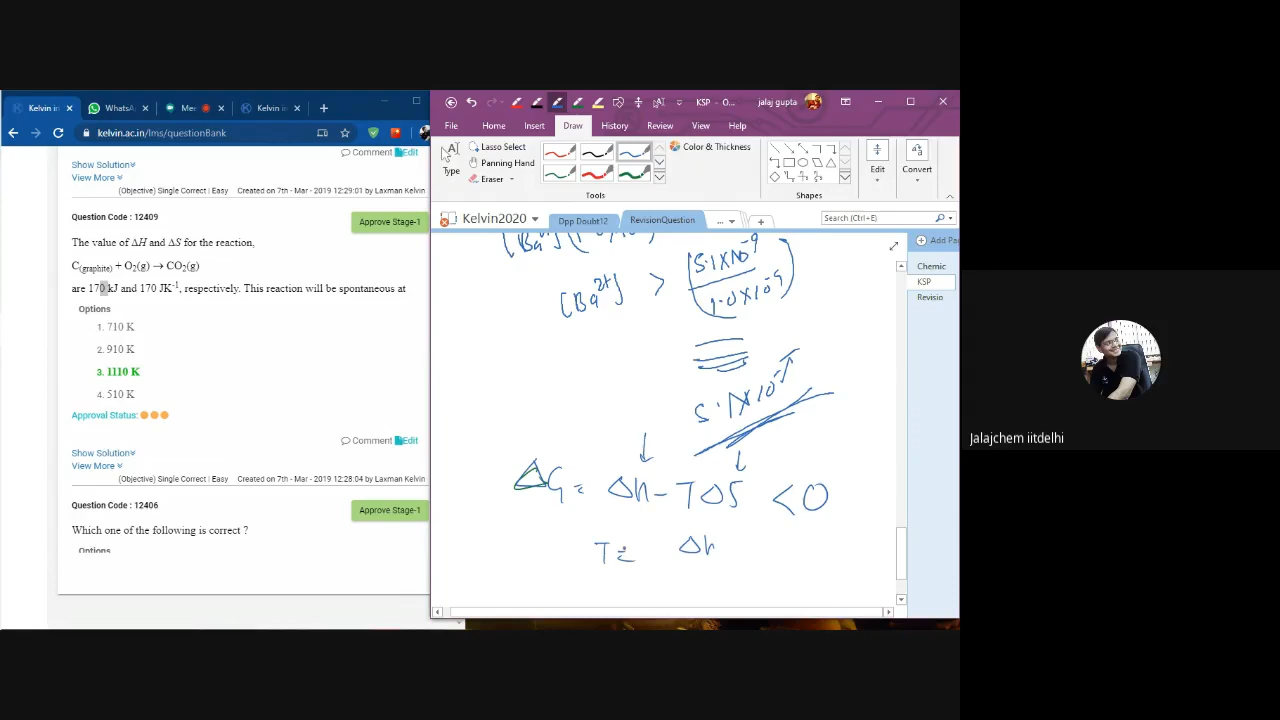 Kelvin in
WhatsA
Me
Kelvin in
kelvin.ac.in/lms/questionBank
Comment Edit
Show Solution
View More
(Objective) Single Correct | Easy Created on 7th - Mar - 2019 12:29:01 by Laxman Kelvin
Question Code : 12409
Approve Stage-1
The value of ΔH and ΔS for the reaction,
C(graphite) + O2(g) → CO2(g)
are 170 kJ and 170 JK-1, respectively. This reaction will be spontaneous at
Options
1. 710 K
2. 910 K
3. 1110 K
4. 510 K
Approval Status:
Comment Edit
Show Solution
View More
(Objective) Single Correct | Easy Created on 7th - Mar - 2019 12:28:04 by Laxman Kelvin
Question Code : 12406
Approve Stage-1
Which one of the following is correct ?
Options
KSP - O...
jalaj gupta
File Home Insert Draw History Review View Help
Type
Lasso Select
Panning Hand
Eraser
Color & Thickness
Edit
Convert
Tools
Shapes
Kelvin2020
Dpp Doubt12
RevisionQuestion
...
Search (Ctrl+E)
Add Pag
Chemic
KSP
Revisio
[Ba2+] > (5.1×10-9 / 1.0×10-4)
ΔG = Δh - TΔS < 0
T = Δh
Jalajchem iitdelhi